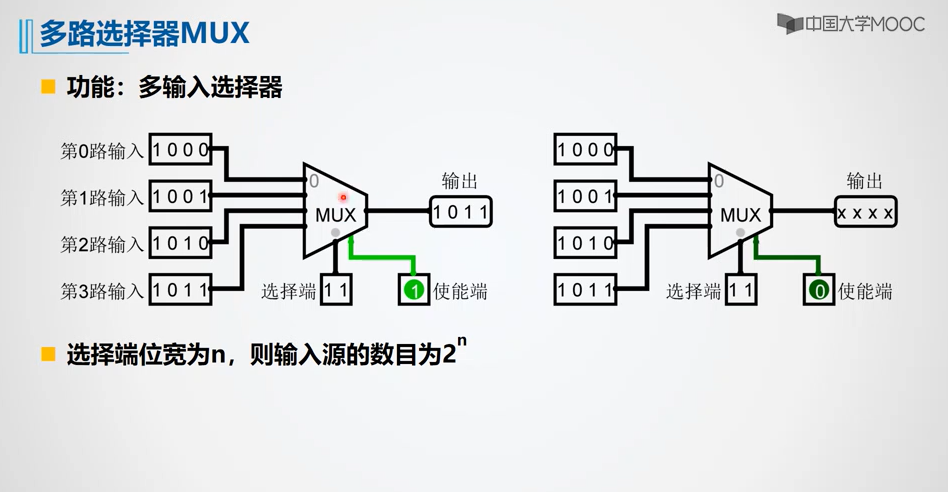 多路选择器MUX
中国大学MOOC
功能：多输入选择器
第0路输入 1 0 0 0
第1路输入 1 0 0 1
第2路输入 1 0 1 0
第3路输入 1 0 1 1
0
MUX
输出
1 0 1 1
选择端 1 1
1 使能端
1 0 0 0
1 0 0 1
1 0 1 0
1 0 1 1
0
MUX
输出
x x x x
选择端 1 1
0 使能端
选择端位宽为n，则输入源的数目为2ⁿ